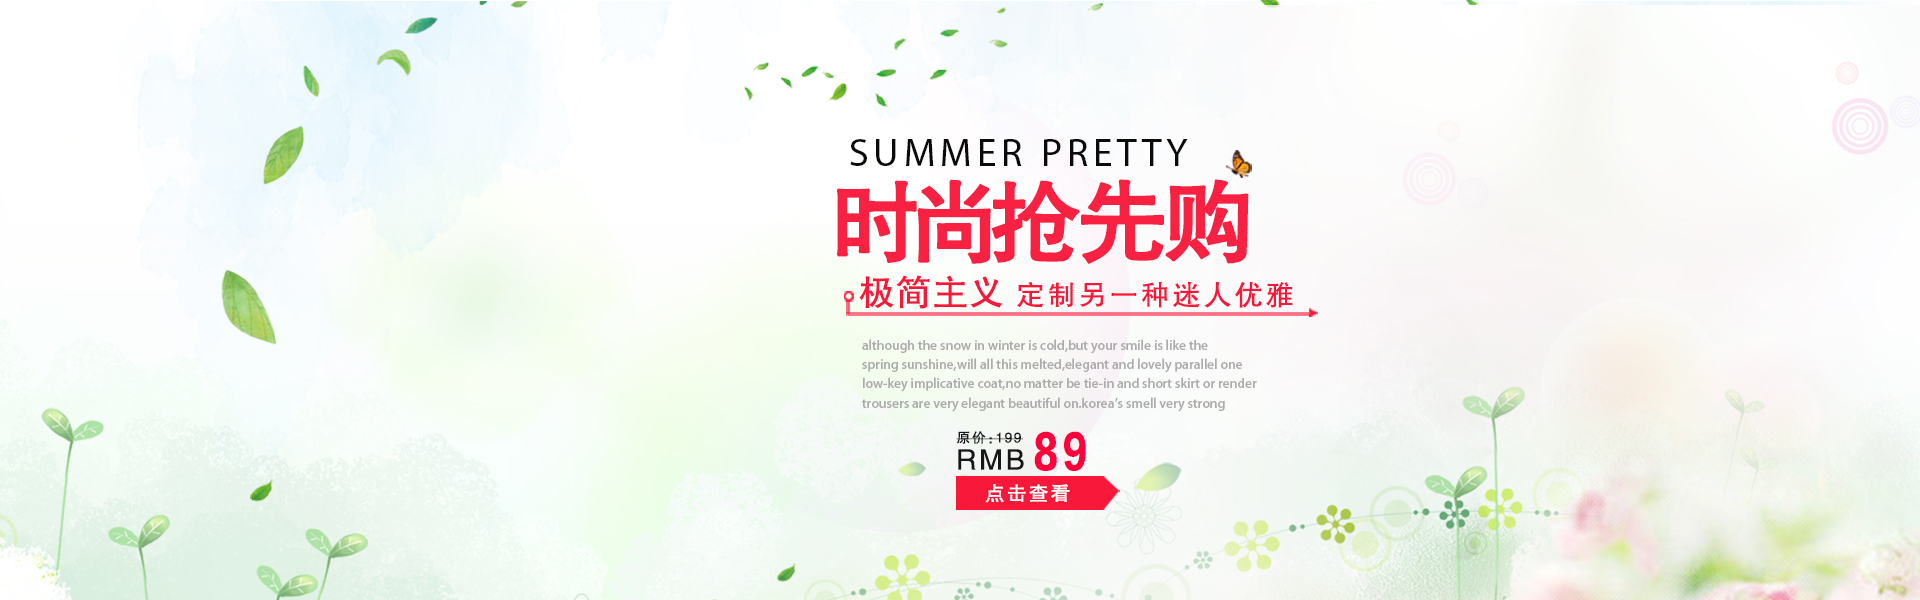 SUMMER PRETTY
时尚抢先购
极简主义 定制另一种迷人优雅
although the snow in winter is cold,but your smile is like the
spring sunshine,will all this melted,elegant and lovely parallel one
low-key implicative coat,no matter be tie-in and short skirt or render
trousers are very elegant beautiful on.korea's smell very strong
原价:199
RMB 89
点击查看